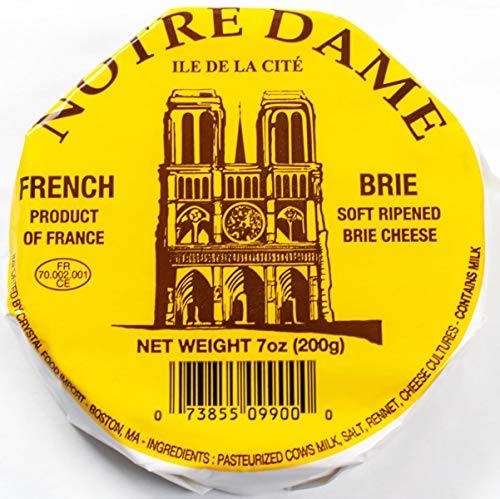 NOTRE DAME
ILE DE LA CITÉ
FRENCH
PRODUCT
OF FRANCE
BRIE
SOFT RIPENED
BRIE CHEESE
FR
70.002.001
CE
NET WEIGHT 7oz (200g)
0 73855 09900 0
IMPORTED BY CRYSTAL FOOD IMPORT - BOSTON, MA - INGREDIENTS : PASTEURIZED COWS MILK, SALT, RENNET, CHEESE CULTURES - CONTAINS MILK